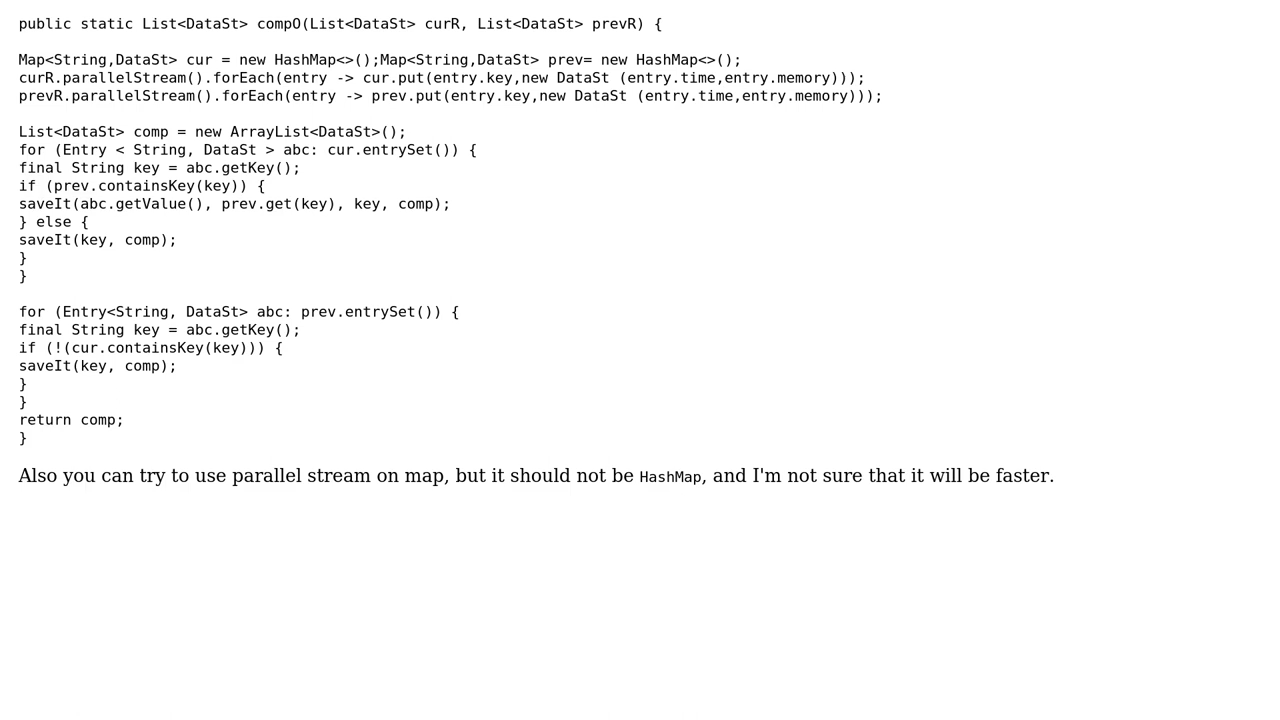 public static List<DataSt> compO(List<DataSt> curR, List<DataSt> prevR) {
Map<String,DataSt> cur = new HashMap<>();Map<String,DataSt> prev= new HashMap<>();
curR.parallelStream().forEach(entry -> cur.put(entry.key,new DataSt (entry.time,entry.memory)));
prevR.parallelStream().forEach(entry -> prev.put(entry.key,new DataSt (entry.time,entry.memory)));
List<DataSt> comp = new ArrayList<DataSt>();
for (Entry < String, DataSt > abc: cur.entrySet()) {
final String key = abc.getKey();
if (prev.containsKey(key)) {
saveIt(abc.getValue(), prev.get(key), key, comp);
} else {
saveIt(key, comp);
}
}
for (Entry<String, DataSt> abc: prev.entrySet()) {
final String key = abc.getKey();
if (!(cur.containsKey(key))) {
saveIt(key, comp);
}
}
return comp;
}
Also you can try to use parallel stream on map, but it should not be HashMap, and I'm not sure that it will be faster.